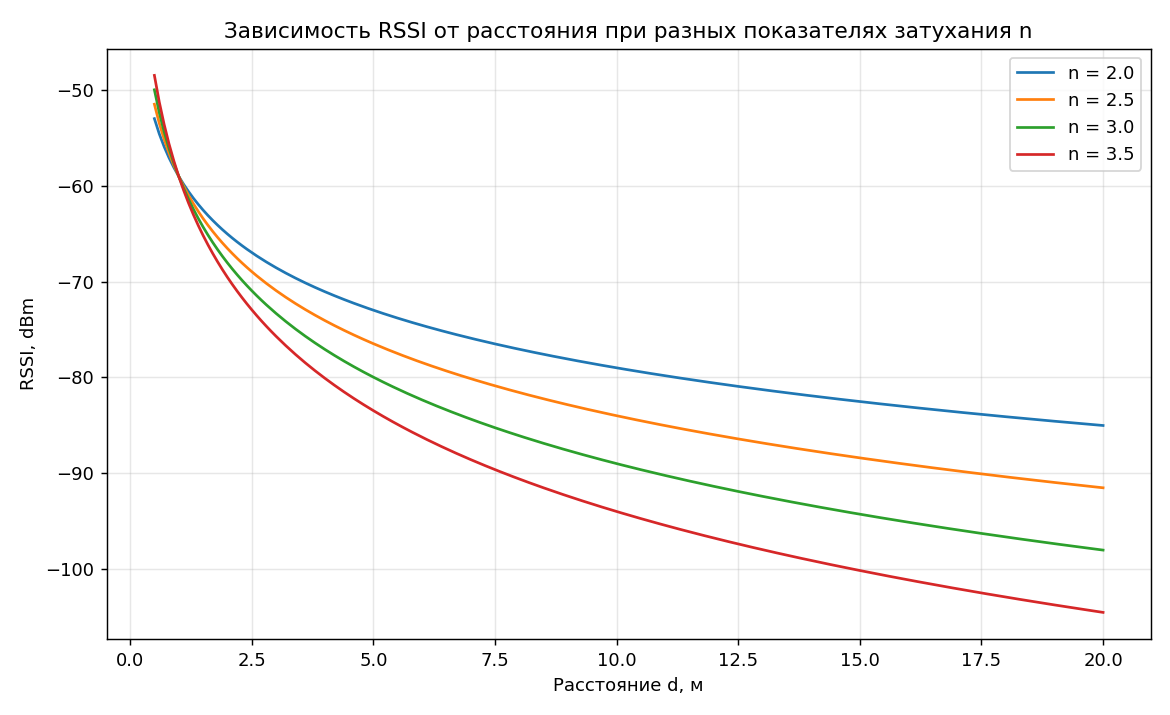 Зависимость RSSI от расстояния при разных показателях затухания n
n = 2.0
n = 2.5
n = 3.0
n = 3.5
RSSI, dBm
−50
−60
−70
−80
−90
−100
0.0 2.5 5.0 7.5 10.0 12.5 15.0 17.5 20.0
Расстояние d, м